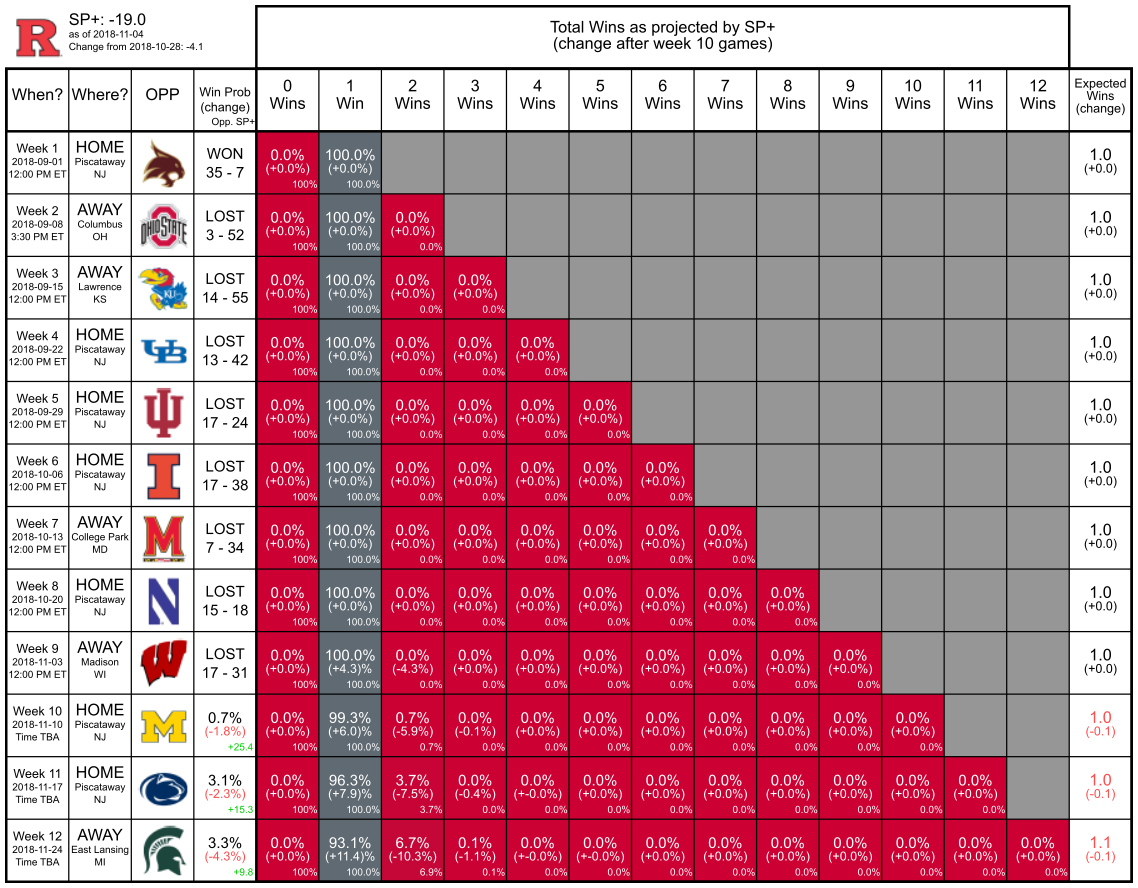 R
SP+: -19.0
as of 2018-11-04
Change from 2018-10-28: -4.1
Total Wins as projected by SP+
(change after week 10 games)
When? Where? OPP Win Prob (change) Opp. SP+ 0 Wins 1 Win 2 Wins 3 Wins 4 Wins 5 Wins 6 Wins 7 Wins 8 Wins 9 Wins 10 Wins 11 Wins 12 Wins Expected Wins (change)
Week 1 HOME WON 0.0% 100.0% 1.0
2018-09-01 Piscataway 35 - 7 (+0.0%) (+0.0%) (+0.0)
12:00 PM ET NJ 100% 100.0%
Week 2 AWAY OHIO STATE LOST 0.0% 100.0% 0.0% 1.0
2018-09-08 Columbus 3 - 52 (+0.0%) (+0.0%) (+0.0%) (+0.0)
3:30 PM ET OH 100% 100.0% 0.0%
Week 3 AWAY KU LOST 0.0% 100.0% 0.0% 0.0% 1.0
2018-09-15 Lawrence 14 - 55 (+0.0%) (+0.0%) (+0.0%) (+0.0%) (+0.0)
12:00 PM ET KS 100% 100.0% 0.0% 0.0%
Week 4 HOME UB LOST 0.0% 100.0% 0.0% 0.0% 0.0% 1.0
2018-09-22 Piscataway 13 - 42 (+0.0%) (+0.0%) (+0.0%) (+0.0%) (+0.0%) (+0.0)
12:00 PM ET NJ 100% 100.0% 0.0% 0.0% 0.0%
Week 5 HOME IU LOST 0.0% 100.0% 0.0% 0.0% 0.0% 0.0% 1.0
2018-09-29 Piscataway 17 - 24 (+0.0%) (+0.0%) (+0.0%) (+0.0%) (+0.0%) (+0.0%) (+0.0)
12:00 PM ET NJ 100% 100.0% 0.0% 0.0% 0.0% 0.0%
Week 6 HOME I LOST 0.0% 100.0% 0.0% 0.0% 0.0% 0.0% 0.0% 1.0
2018-10-06 Piscataway 17 - 38 (+0.0%) (+0.0%) (+0.0%) (+0.0%) (+0.0%) (+0.0%) (+0.0%) (+0.0)
12:00 PM ET NJ 100% 100.0% 0.0% 0.0% 0.0% 0.0% 0.0%
Week 7 AWAY M LOST 0.0% 100.0% 0.0% 0.0% 0.0% 0.0% 0.0% 0.0% 1.0
2018-10-13 College Park 7 - 34 (+0.0%) (+0.0%) (+0.0%) (+0.0%) (+0.0%) (+0.0%) (+0.0%) (+0.0%) (+0.0)
12:00 PM ET MD 100% 100.0% 0.0% 0.0% 0.0% 0.0% 0.0% 0.0%
Week 8 HOME N LOST 0.0% 100.0% 0.0% 0.0% 0.0% 0.0% 0.0% 0.0% 0.0% 1.0
2018-10-20 Piscataway 15 - 18 (+0.0%) (+0.0%) (+0.0%) (+0.0%) (+0.0%) (+0.0%) (+0.0%) (+0.0%) (+0.0%) (+0.0)
12:00 PM ET NJ 100% 100.0% 0.0% 0.0% 0.0% 0.0% 0.0% 0.0% 0.0%
Week 9 AWAY W LOST 0.0% 100.0% 0.0% 0.0% 0.0% 0.0% 0.0% 0.0% 0.0% 0.0% 1.0
2018-11-03 Madison 17 - 31 (+0.0%) (+4.3)% (-4.3%) (+0.0%) (+0.0%) (+0.0%) (+0.0%) (+0.0%) (+0.0%) (+0.0%) (+0.0)
12:00 PM ET WI 100% 100.0% 0.0% 0.0% 0.0% 0.0% 0.0% 0.0% 0.0% 0.0%
Week 10 HOME M 0.7% 0.0% 99.3% 0.7% 0.0% 0.0% 0.0% 0.0% 0.0% 0.0% 0.0% 0.0% 1.0
2018-11-10 Piscataway (-1.8%) (+0.0%) (+6.0)% (-5.9%) (-0.1%) (+0.0%) (+0.0%) (+0.0%) (+0.0%) (+0.0%) (+0.0%) (+0.0%) (-0.1)
Time TBA NJ +25.4 100% 100.0% 0.7% 0.0% 0.0% 0.0% 0.0% 0.0% 0.0% 0.0% 0.0%
Week 11 HOME 3.1% 0.0% 96.3% 3.7% 0.0% 0.0% 0.0% 0.0% 0.0% 0.0% 0.0% 0.0% 0.0% 1.0
2018-11-17 Piscataway (-2.3%) (+0.0%) (+7.9)% (-7.5%) (-0.4%) (+-0.0%) (+0.0%) (+0.0%) (+0.0%) (+0.0%) (+0.0%) (+0.0%) (+0.0%) (-0.1)
Time TBA NJ +15.3 100% 100.0% 3.7% 0.0% 0.0% 0.0% 0.0% 0.0% 0.0% 0.0% 0.0% 0.0%
Week 12 AWAY 3.3% 0.0% 93.1% 6.7% 0.1% 0.0% 0.0% 0.0% 0.0% 0.0% 0.0% 0.0% 0.0% 0.0% 1.1
2018-11-24 East Lansing (-4.3%) (+0.0%) (+11.4)% (-10.3%) (-1.1%) (+-0.0%) (+-0.0%) (+0.0%) (+0.0%) (+0.0%) (+0.0%) (+0.0%) (+0.0%) (+0.0%) (-0.1)
Time TBA MI +9.8 100% 100.0% 6.9% 0.1% 0.0% 0.0% 0.0% 0.0% 0.0% 0.0% 0.0% 0.0% 0.0%